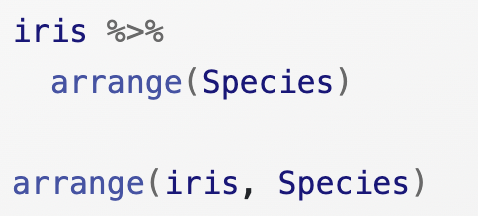 iris %>%
  arrange(Species)

arrange(iris, Species)